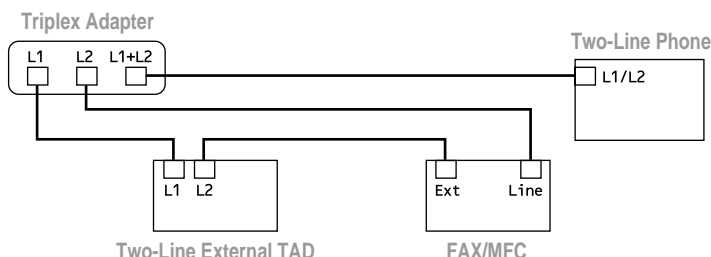 Triplex Adapter
L1 L2 L1+L2
Two-Line Phone
L1/L2
L1 L2
Ext Line
Two-Line External TAD
FAX/MFC